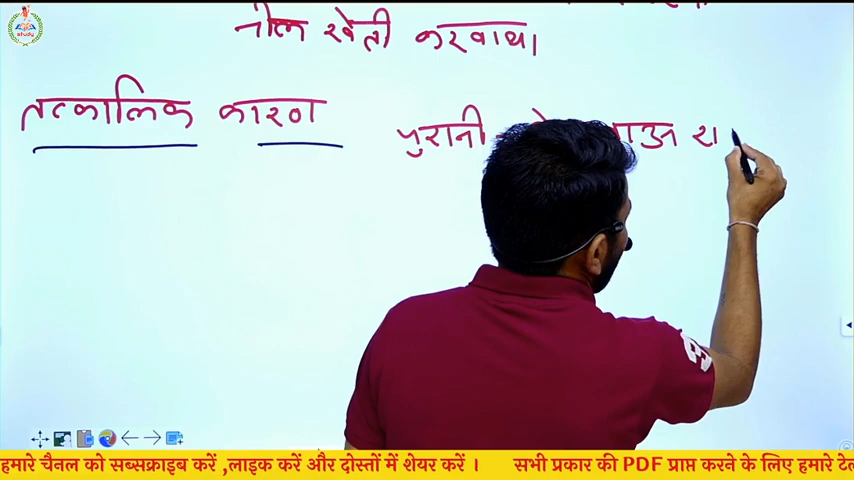 study
नील खेती करवाय।
तत्कालिक कारण
पुरानी
हमारे चैनल को सब्सक्राइब करें ,लाइक करें और दोस्तों में शेयर करें । सभी प्रकार की PDF प्राप्त करने के लिए हमारे टेल